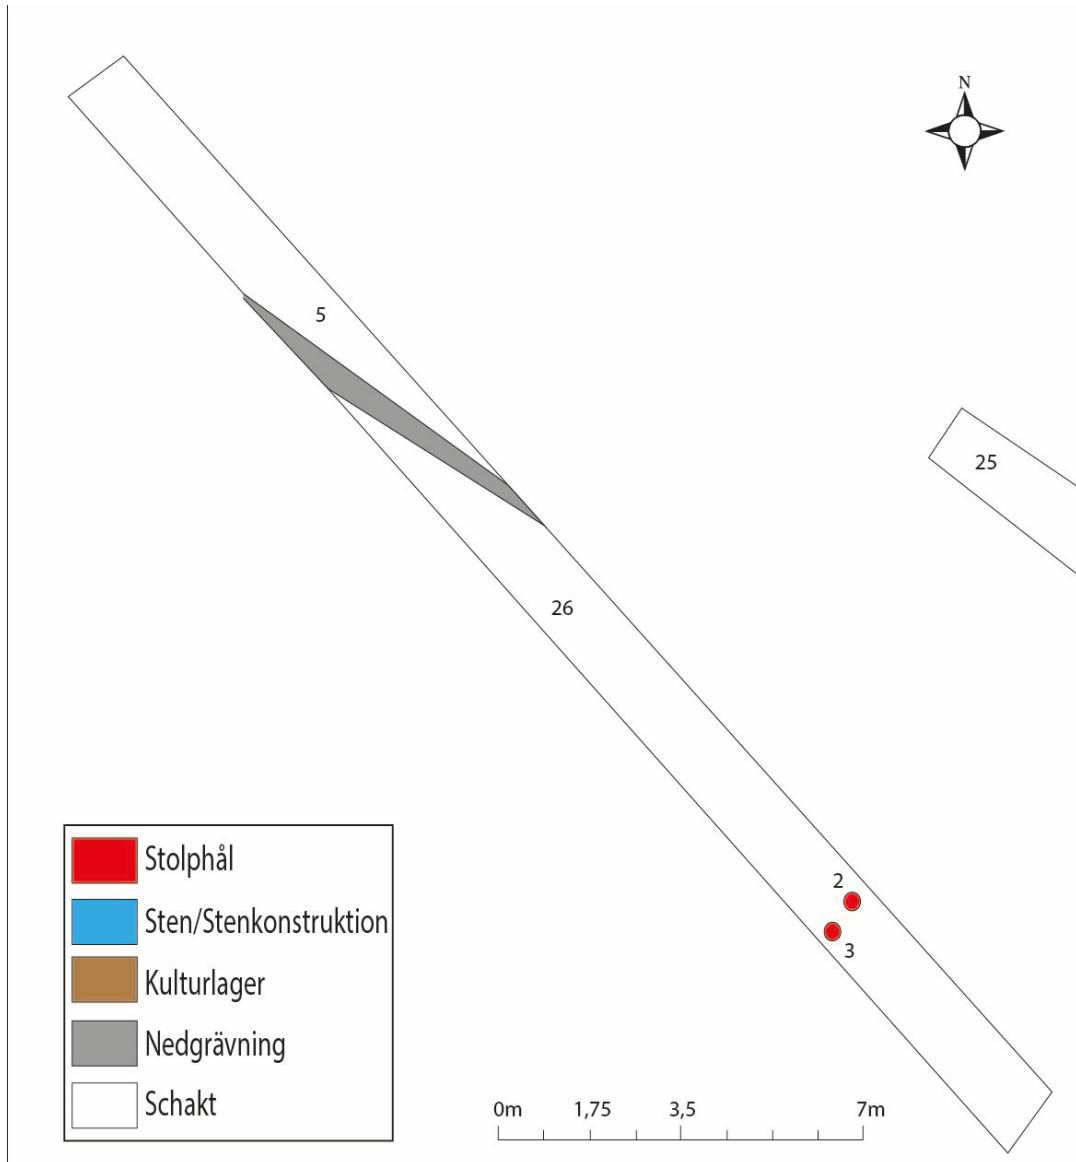 N
5
25
26
2
3
Stolphål
Sten/Stenkonstruktion
Kulturlager
Nedgrävning
Schakt
0m 1,75 3,5 7m